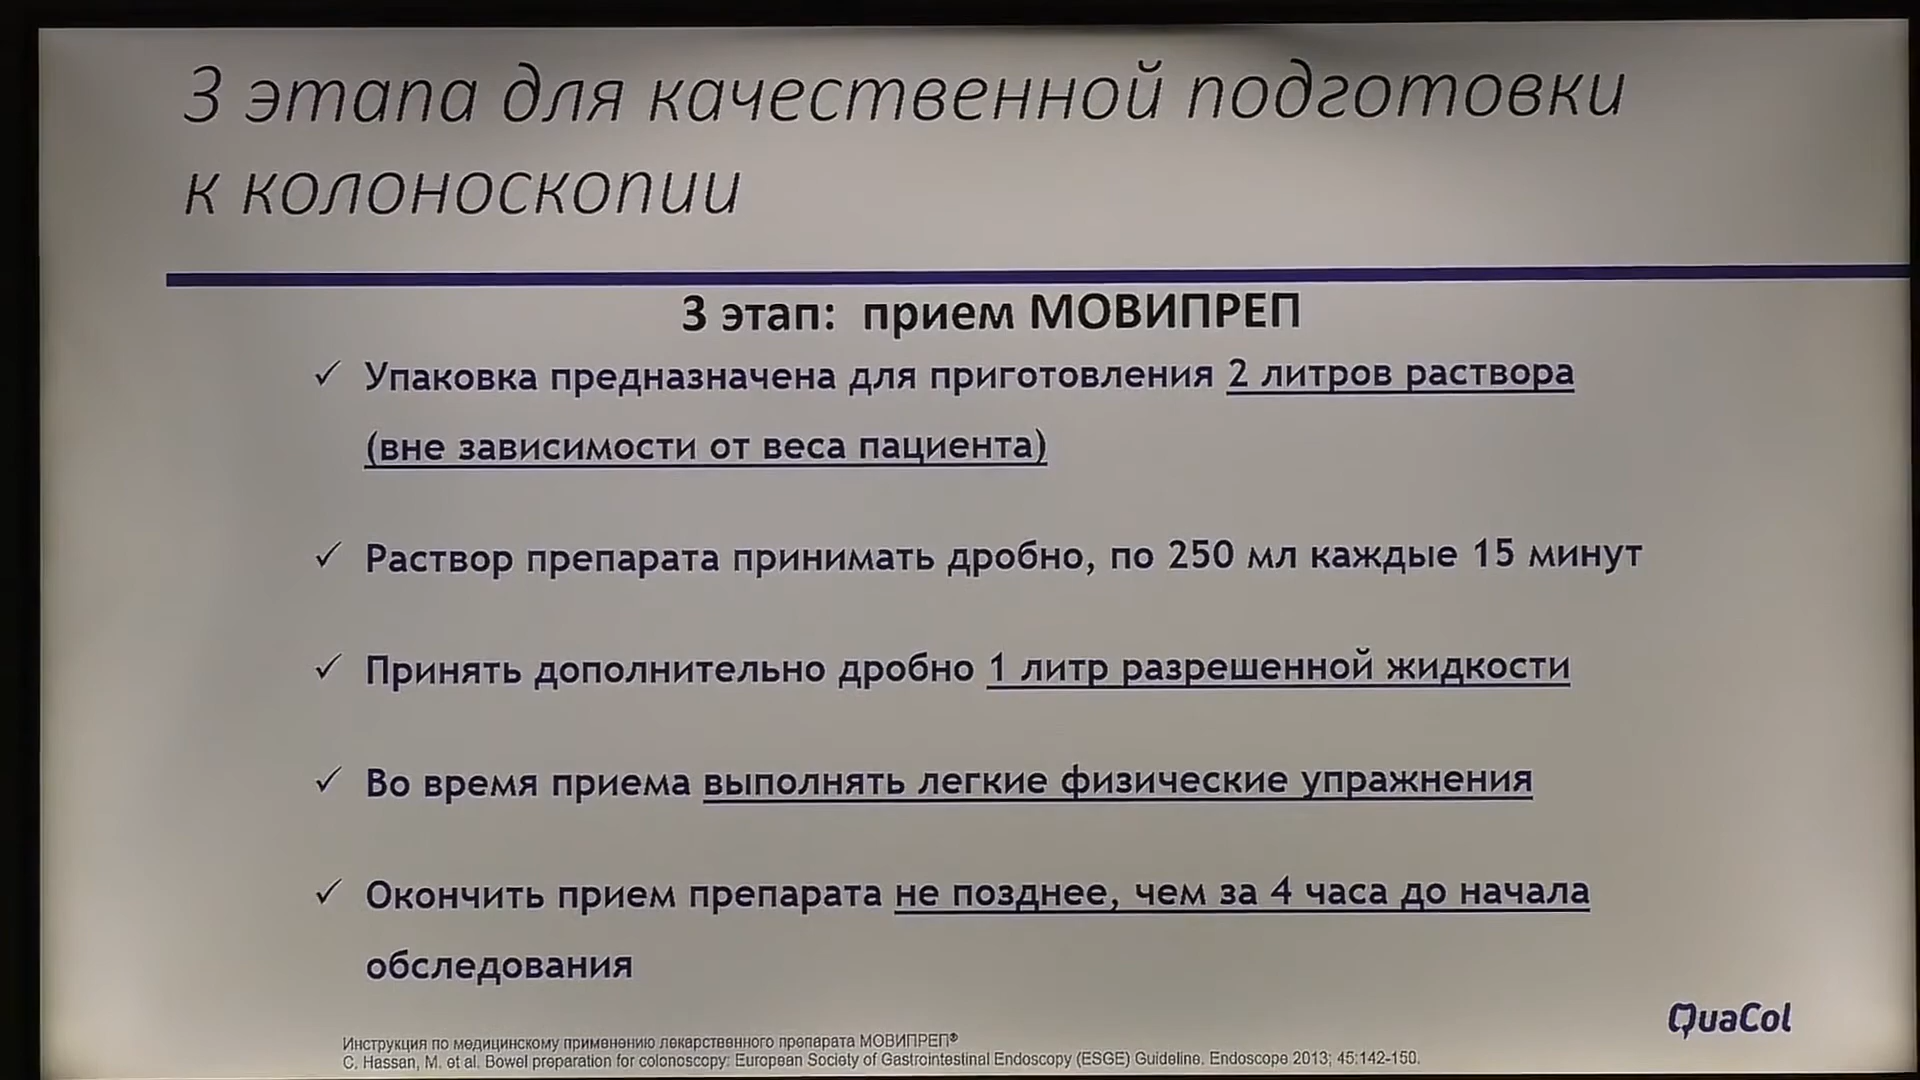 3 этапа для качественной подготовки
к колоноскопии
3 этап: прием МОВИПРЕП
✓ Упаковка предназначена для приготовления 2 литров раствора
(вне зависимости от веса пациента)
✓ Раствор препарата принимать дробно, по 250 мл каждые 15 минут
✓ Принять дополнительно дробно 1 литр разрешенной жидкости
✓ Во время приема выполнять легкие физические упражнения
✓ Окончить прием препарата не позднее, чем за 4 часа до начала
обследования
QuaCol
Инструкция по медицинскому применению лекарственного препарата МОВИПРЕП®
C. Hassan, M. et al. Bowel preparation for colonoscopy: European Society of Gastrointestinal Endoscopy (ESGE) Guideline. Endoscope 2013; 45:142-150.